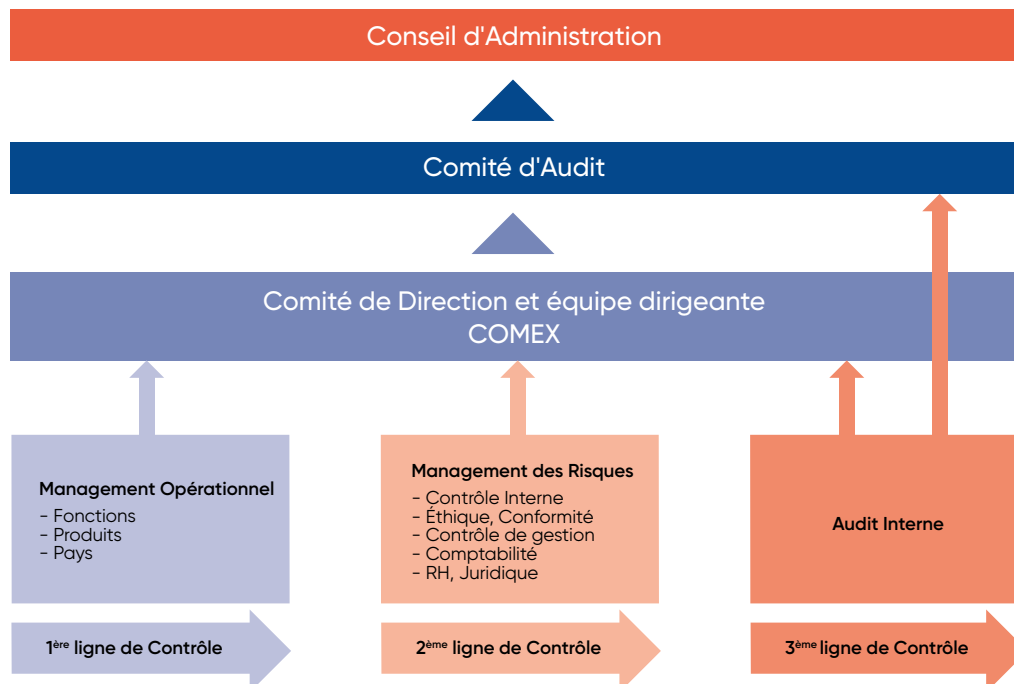 Conseil d'Administration
Comité d'Audit
Comité de Direction et équipe dirigeante
COMEX
Management Opérationnel
- Fonctions
- Produits
- Pays
Management des Risques
- Contrôle Interne
- Éthique, Conformité
- Contrôle de gestion
- Comptabilité
- RH, Juridique
Audit Interne
1ère ligne de Contrôle
2ème ligne de Contrôle
3ème ligne de Contrôle